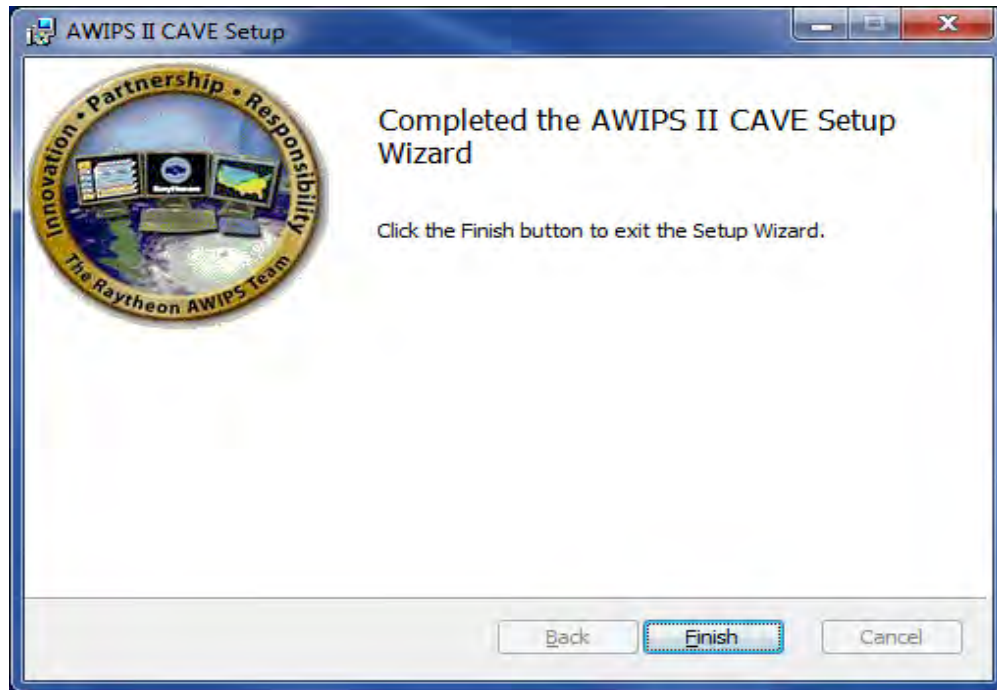 AWIPS II CAVE Setup
Innovation • Partnership • Responsibility
Raytheon
The Raytheon AWIPS Team
Completed the AWIPS II CAVE Setup
Wizard
Click the Finish button to exit the Setup Wizard.
Back
Finish
Cancel